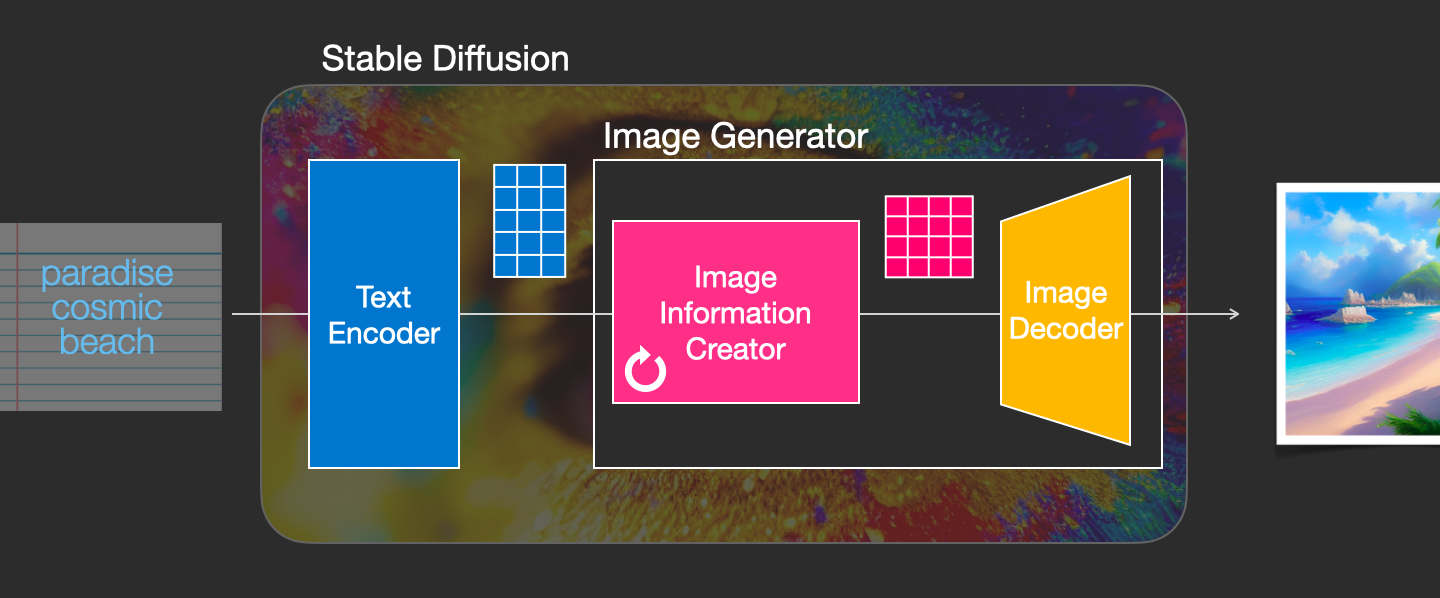 Stable Diffusion
Image Generator
paradise
cosmic
beach
Text
Encoder
Image
Information
Creator
Image
Decoder